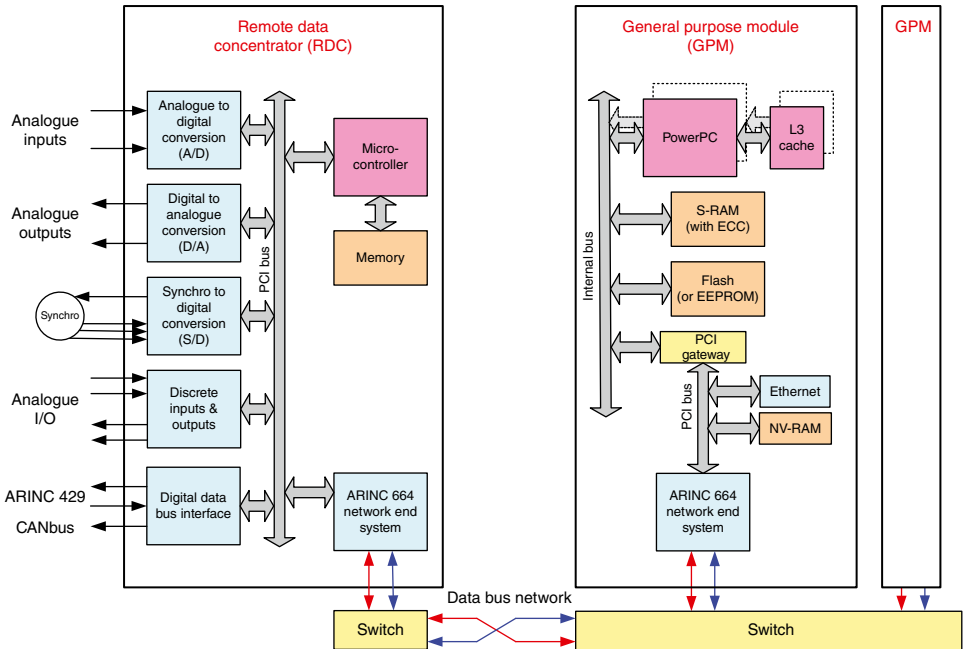 Remote data
concentrator (RDC)
General purpose module
(GPM)
GPM
Analogue
inputs
Analogue to
digital
conversion
(A/D)
Micro-
controller
PowerPC
L3
cache
Analogue
outputs
Digital to
analogue
conversion
(D/A)
Memory
S-RAM
(with ECC)
PCI bus
Internal bus
Flash
(or EEPROM)
Synchro
Synchro to
digital
conversion
(S/D)
PCI
gateway
Analogue
I/O
Discrete
inputs &
outputs
PCI bus
Ethernet
NV-RAM
ARINC 429
CANbus
Digital data
bus interface
ARINC 664
network end
system
ARINC 664
network end
system
Data bus network
Switch
Switch